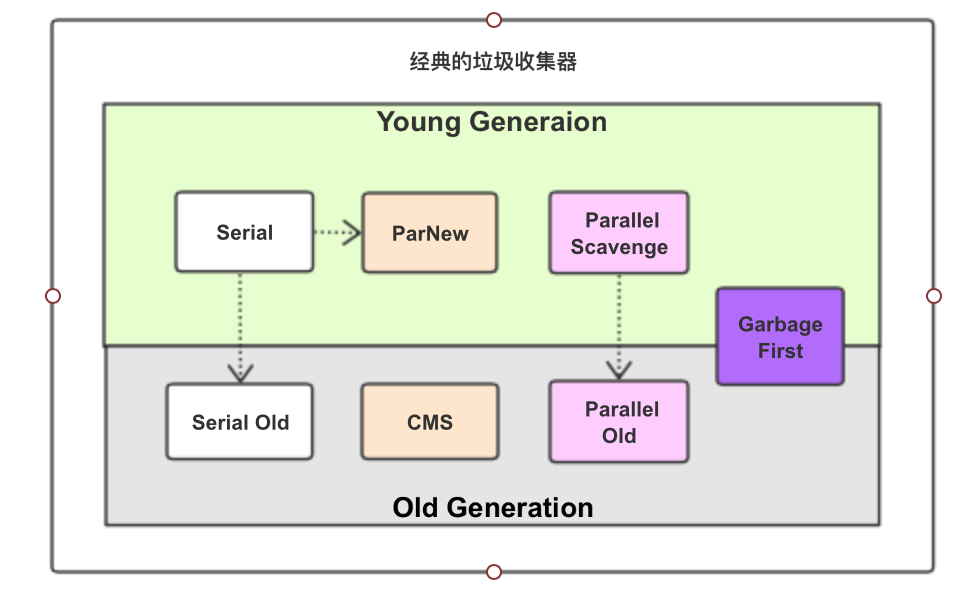 经典的垃圾收集器
Young Generaion
Serial
ParNew
Parallel
Scavenge
Garbage
First
Serial Old
CMS
Parallel
Old
Old Generation